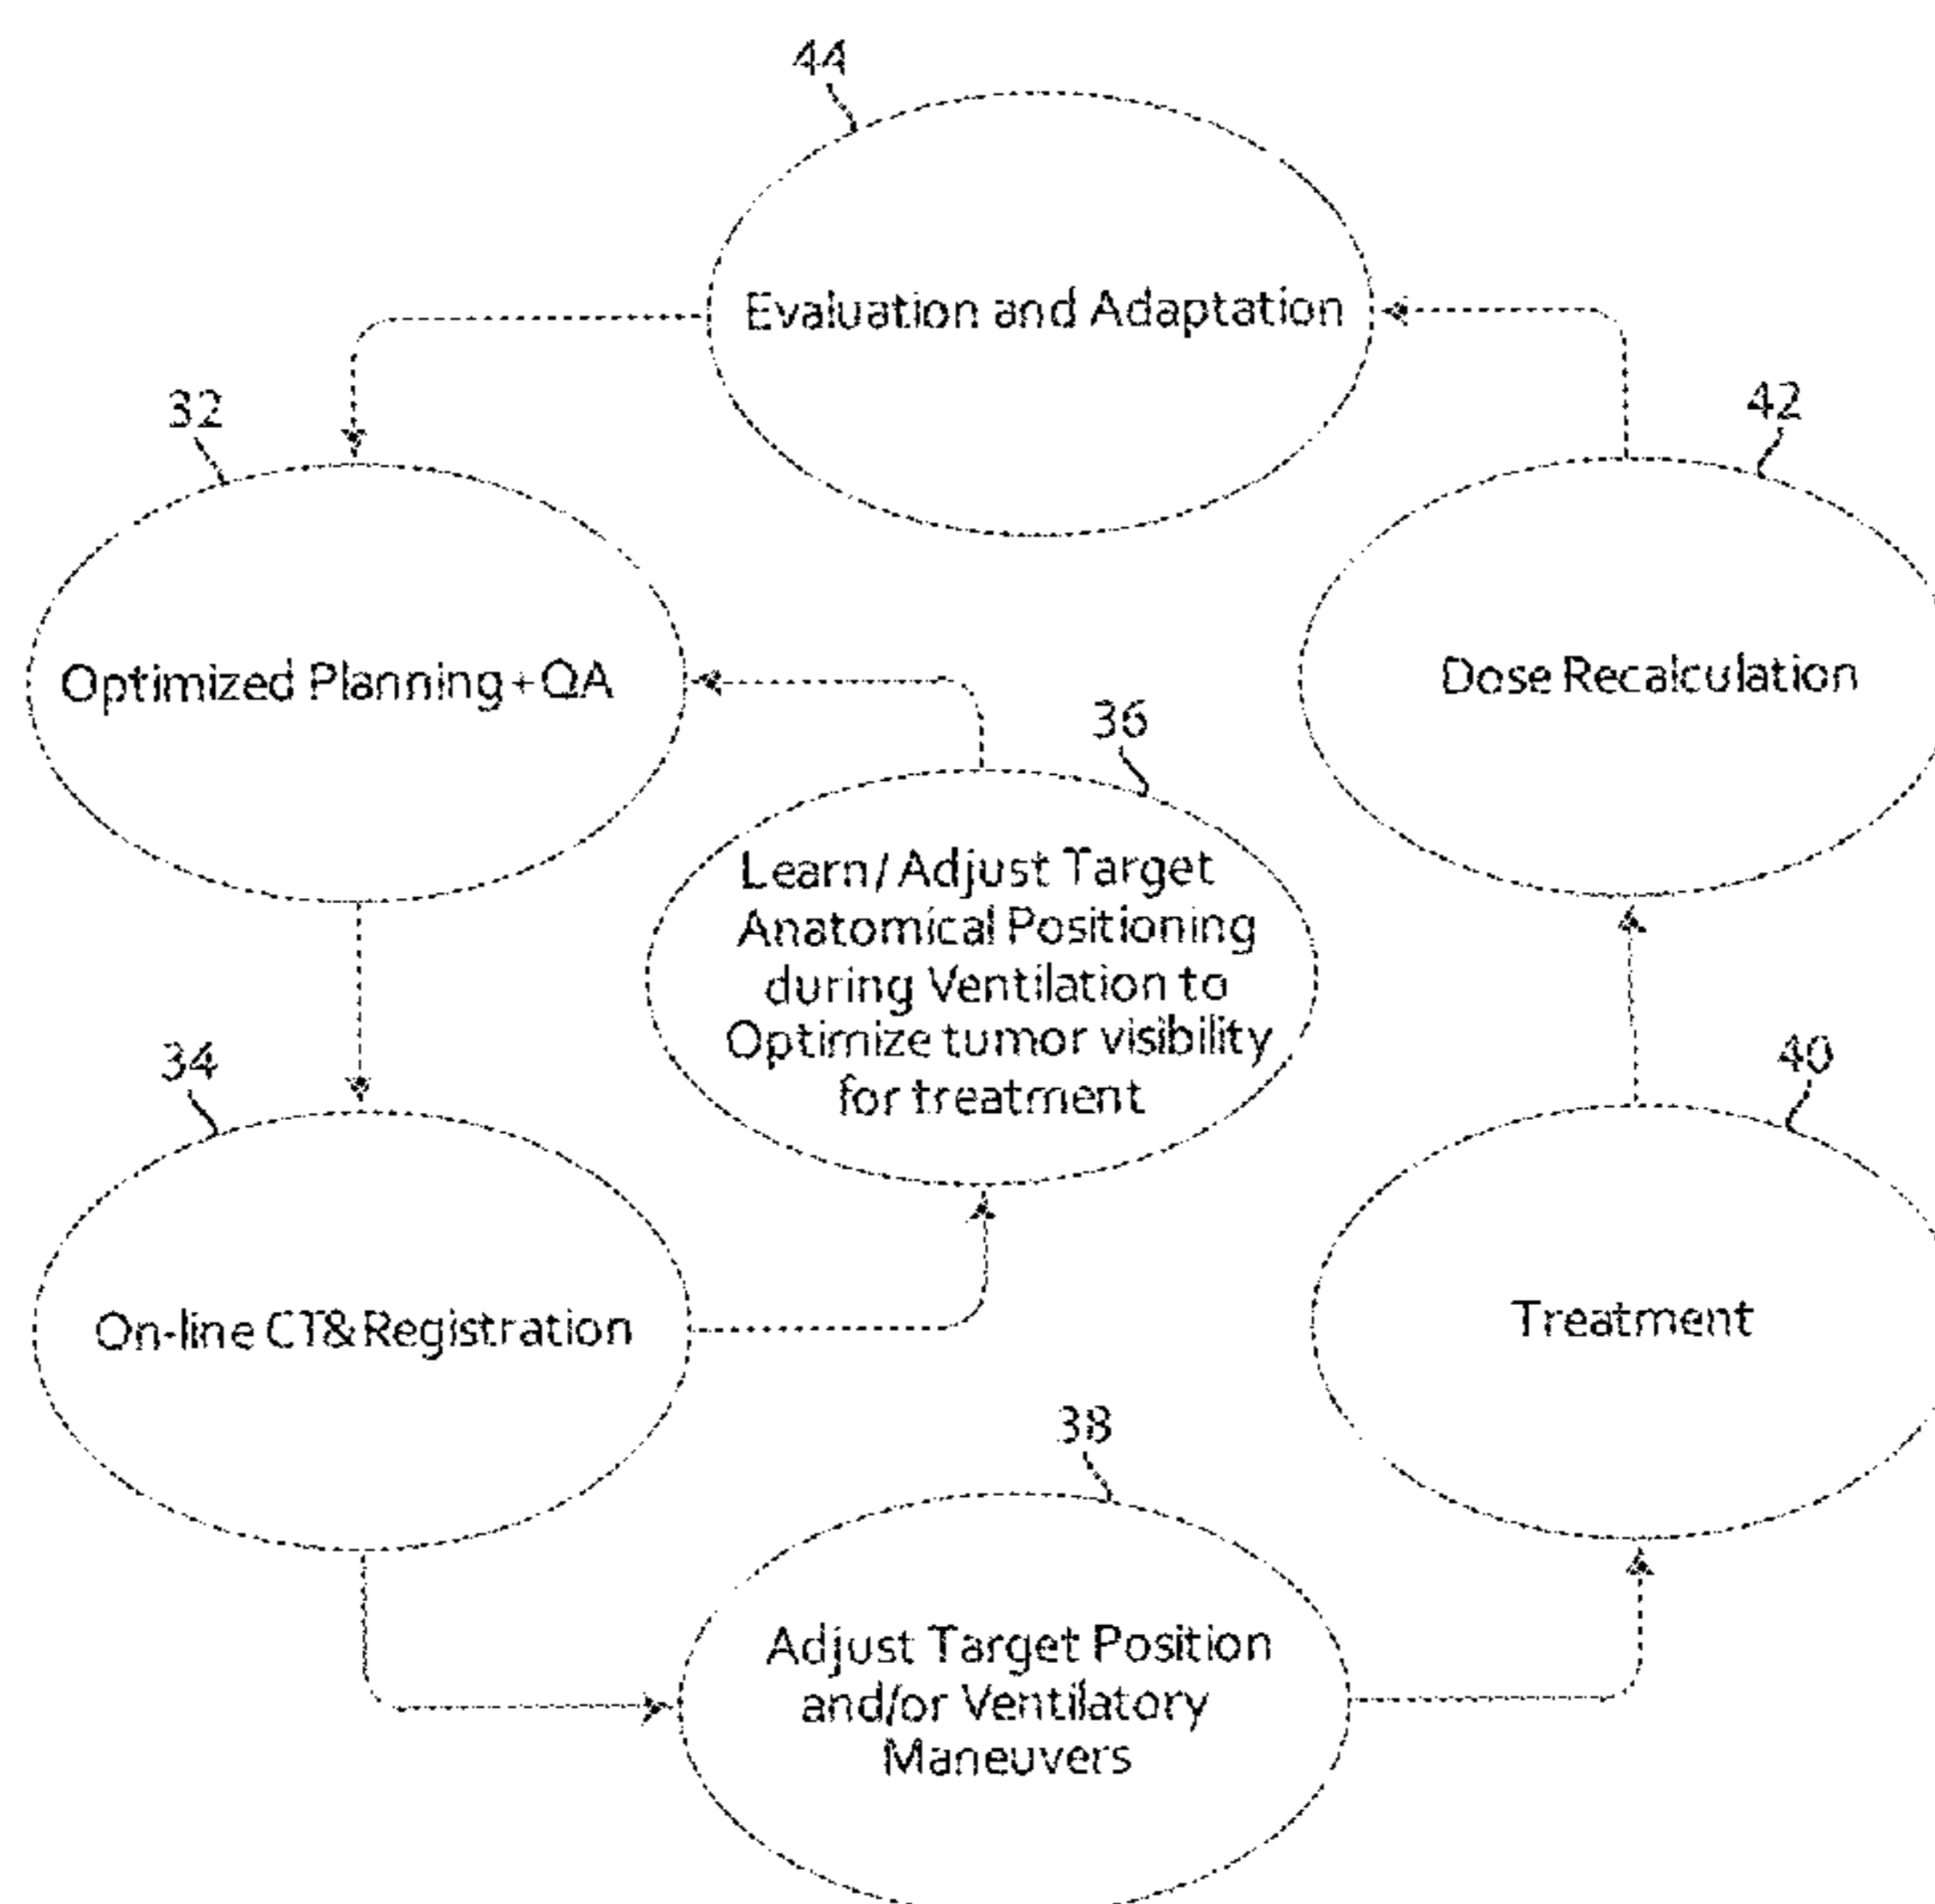 44
Evaluation and Adaptation
32
42
Optimized Planning + QA
Dose Recalculation
36
Learn / Adjust Target
Anatomical Positioning
during Ventilation to
Optimize tumor visibility
for treatment
34
40
On-line CT & Registration
Treatment
38
Adjust Target Position
and/or Ventilatory
Maneuvers